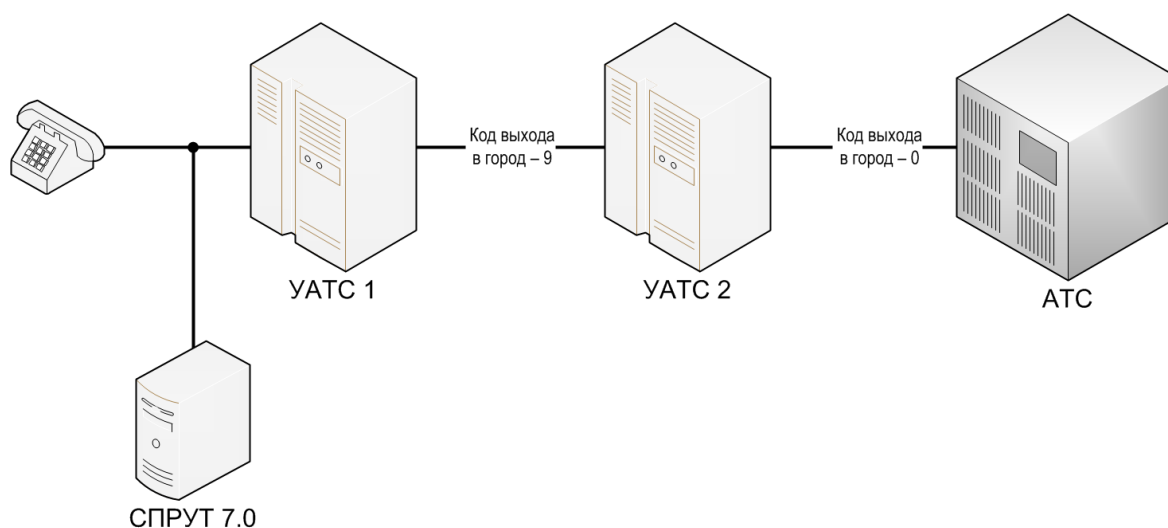 Код выхода
в город – 9
Код выхода
в город – 0
УАТС 1
УАТС 2
АТС
СПРУТ 7.0